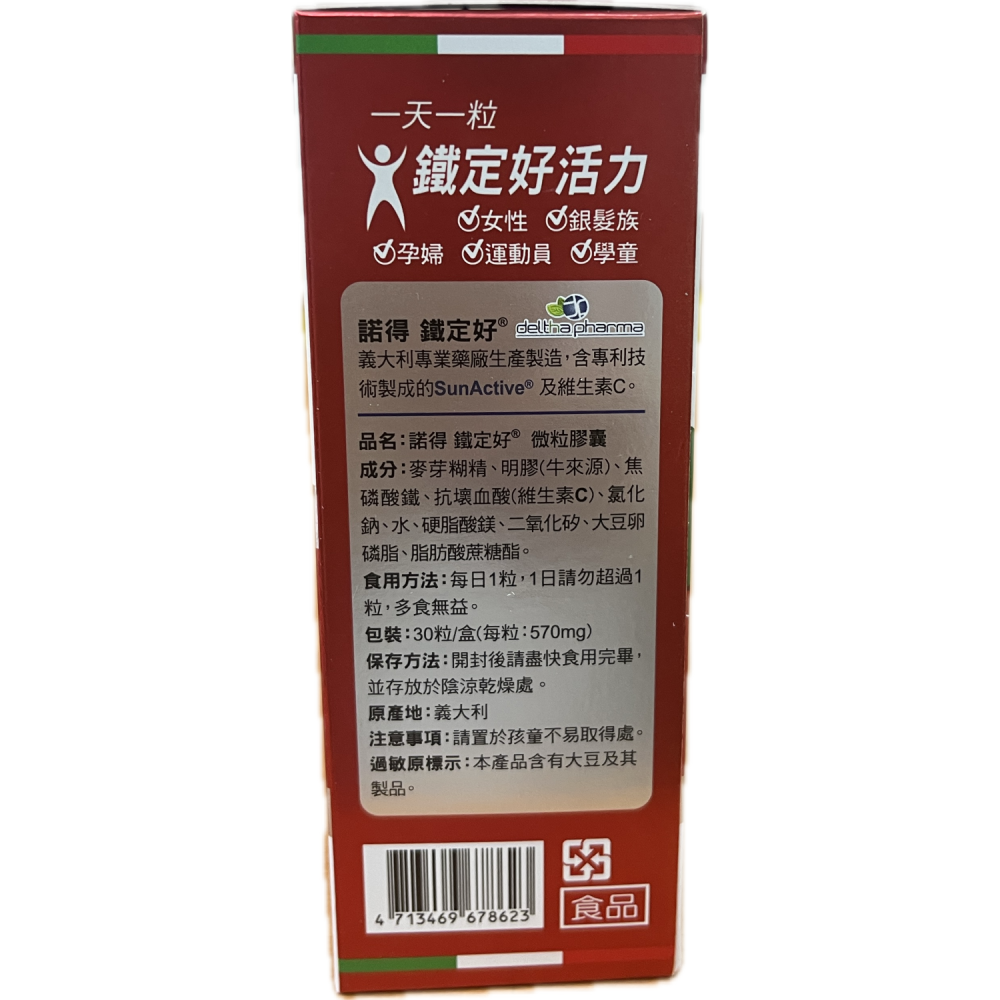 一天一粒
鐵定好活力
女性 銀髮族
孕婦 運動員 學童
deltha pharma
諾得 鐵定好®
義大利專業藥廠生產製造，含專利技
術製成的SunActive® 及維生素C。
品名：諾得 鐵定好® 微粒膠囊
成分：麥芽糊精、明膠(牛來源)、焦
磷酸鐵、抗壞血酸(維生素C)、氯化
鈉、水、硬脂酸鎂、二氧化矽、大豆卵
磷脂、脂肪酸蔗糖酯。
食用方法：每日1粒，1日請勿超過1
粒，多食無益。
包裝：30粒/盒(每粒：570mg)
保存方法：開封後請盡快食用完畢，
並存放於陰涼乾燥處。
原產地：義大利
注意事項：請置於孩童不易取得處。
過敏原標示：本產品含有大豆及其
製品。
4 713469 678623
食品